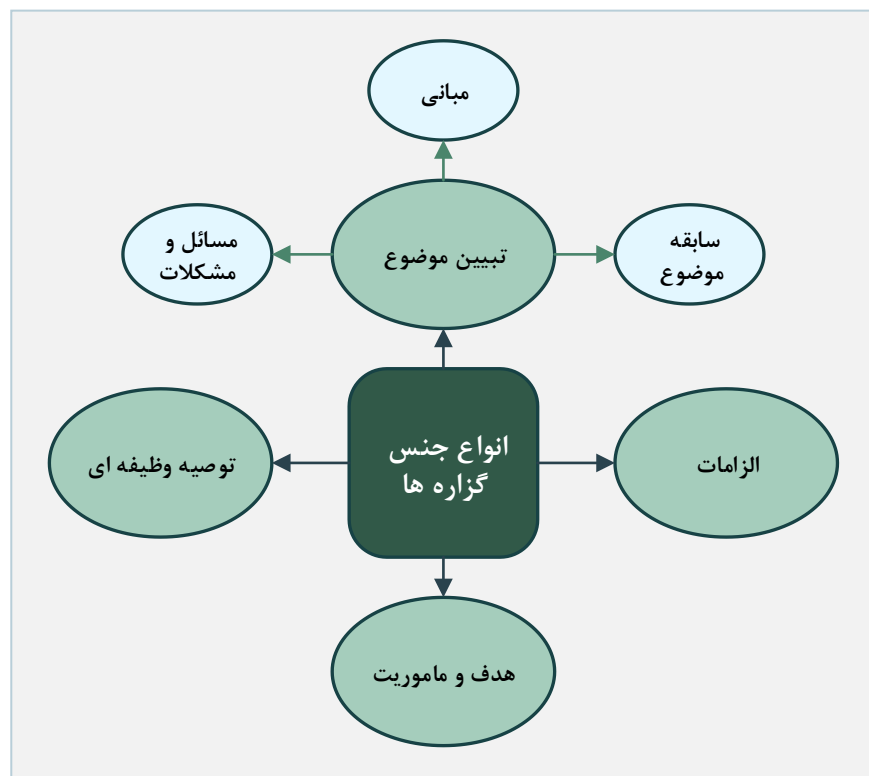 مبانی
سابقه
موضوع
تبیین موضوع
مسائل و
مشکلات
الزامات
انواع جنس
گزاره ها
توصیه وظیفه ای
هدف و ماموریت